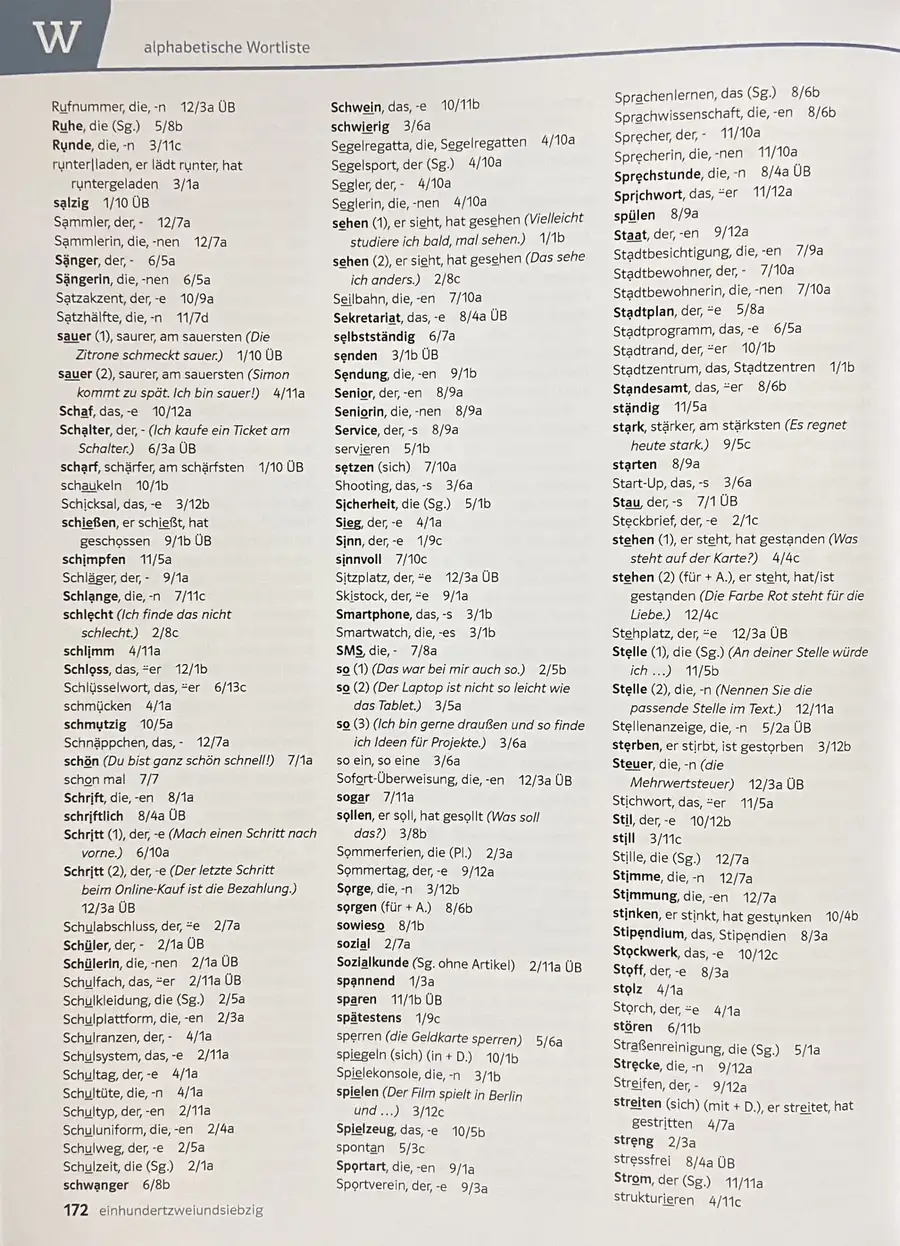 W
alphabetische Wortliste
Rufnummer, die, -n 12/3a ÜB
Ruhe, die (Sg.) 5/8b
Runde, die, -n 3/11c
runter|laden, er lädt runter, hat
runtergeladen 3/1a
salzig 1/10 ÜB
Sammler, der, - 12/7a
Sammlerin, die, -nen 12/7a
Sänger, der, - 6/5a
Sängerin, die, -nen 6/5a
Satzakzent, der, -e 10/9a
Satzhälfte, die, -n 11/7d
sauer (1), saurer, am sauersten (Die
Zitrone schmeckt sauer.) 1/10 ÜB
sauer (2), saurer, am sauersten (Simon
kommt zu spät. Ich bin sauer!) 4/11a
Schaf, das, -e 10/12a
Schalter, der, - (Ich kaufe ein Ticket am
Schalter.) 6/3a ÜB
scharf, schärfer, am schärfsten 1/10 ÜB
schaukeln 10/1b
Schicksal, das, -e 3/12b
schießen, er schießt, hat
geschossen 9/1b ÜB
schimpfen 11/5a
Schläger, der, - 9/1a
Schlange, die, -n 7/11c
schlecht (Ich finde das nicht
schlecht.) 2/8c
schlimm 4/11a
Schloss, das, ¨-er 12/1b
Schlüsselwort, das, ¨-er 6/13c
schmücken 4/1a
schmutzig 10/5a
Schnäppchen, das, - 12/7a
schön (Du bist ganz schön schnell!) 7/1a
schon mal 7/7
Schrift, die, -en 8/1a
schriftlich 8/4a ÜB
Schritt (1), der, -e (Mach einen Schritt nach
vorne.) 6/10a
Schritt (2), der, -e (Der letzte Schritt
beim Online-Kauf ist die Bezahlung.)
12/3a ÜB
Schulabschluss, der, ¨-e 2/7a
Schüler, der, - 2/1a ÜB
Schülerin, die, -nen 2/1a ÜB
Schulfach, das, ¨-er 2/11a ÜB
Schulkleidung, die (Sg.) 2/5a
Schulplattform, die, -en 2/3a
Schulranzen, der, - 4/1a
Schulsystem, das, -e 2/11a
Schultag, der, -e 4/1a
Schultüte, die, -n 4/1a
Schultyp, der, -en 2/11a
Schuluniform, die, -en 2/4a
Schulweg, der, -e 2/5a
Schulzeit, die (Sg.) 2/1a
schwanger 6/8b
Schwein, das, -e 10/11b
schwierig 3/6a
Segelregatta, die, Segelregatten 4/10a
Segelsport, der (Sg.) 4/10a
Segler, der, - 4/10a
Seglerin, die, -nen 4/10a
sehen (1), er sieht, hat gesehen (Vielleicht
studiere ich bald, mal sehen.) 1/1b
sehen (2), er sieht, hat gesehen (Das sehe
ich anders.) 2/8c
Seilbahn, die, -en 7/10a
Sekretariat, das, -e 8/4a ÜB
selbstständig 6/7a
senden 3/1b ÜB
Sendung, die, -en 9/1b
Senior, der, -en 8/9a
Seniorin, die, -nen 8/9a
Service, der, -s 8/9a
servieren 5/1b
setzen (sich) 7/10a
Shooting, das, -s 3/6a
Sicherheit, die (Sg.) 5/1b
Sieg, der, -e 4/1a
Sinn, der, -e 1/9c
sinnvoll 7/10c
Sitzplatz, der, ¨-e 12/3a ÜB
Skistock, der, ¨-e 9/1a
Smartphone, das, -s 3/1b
Smartwatch, die, -es 3/1b
SMS, die, - 7/8a
so (1) (Das war bei mir auch so.) 2/5b
so (2) (Der Laptop ist nicht so leicht wie
das Tablet.) 3/5a
so (3) (Ich bin gerne draußen und so finde
ich Ideen für Projekte.) 3/6a
so ein, so eine 3/6a
Sofort-Überweisung, die, -en 12/3a ÜB
sogar 7/11a
sollen, er soll, hat gesollt (Was soll
das?) 3/8b
Sommerferien, die (Pl.) 2/3a
Sommertag, der, -e 9/12a
Sorge, die, -n 3/12b
sorgen (für + A.) 8/6b
sowieso 8/1b
sozial 2/7a
Sozialkunde (Sg. ohne Artikel) 2/11a ÜB
spannend 1/3a
sparen 11/1b ÜB
spätestens 1/9c
sperren (die Geldkarte sperren) 5/6a
spiegeln (sich) (in + D.) 10/1b
Spielekonsole, die, -n 3/1b
spielen (Der Film spielt in Berlin
und ...) 3/12c
Spielzeug, das, -e 10/5b
spontan 5/3c
Sportart, die, -en 9/1a
Sportverein, der, -e 9/3a
Sprachenlernen, das (Sg.) 8/6b
Sprachwissenschaft, die, -en 8/6b
Sprecher, der, - 11/10a
Sprecherin, die, -nen 11/10a
Sprechstunde, die, -n 8/4a ÜB
Sprichwort, das, ¨-er 11/12a
spülen 8/9a
Staat, der, -en 9/12a
Stadtbesichtigung, die, -en 7/9a
Stadtbewohner, der, - 7/10a
Stadtbewohnerin, die, -nen 7/10a
Stadtplan, der, ¨-e 5/8a
Stadtprogramm, das, -e 6/5a
Stadtrand, der, ¨-er 10/1b
Stadtzentrum, das, Stadtzentren 1/1b
Standesamt, das, ¨-er 8/6b
ständig 11/5a
stark, stärker, am stärksten (Es regnet
heute stark.) 9/5c
starten 8/9a
Start-Up, das, -s 3/6a
Stau, der, -s 7/1 ÜB
Steckbrief, der, -e 2/1c
stehen (1), er steht, hat gestanden (Was
steht auf der Karte?) 4/4c
stehen (2) (für + A.), er steht, hat/ist
gestanden (Die Farbe Rot steht für die
Liebe.) 12/4c
Stehplatz, der, ¨-e 12/3a ÜB
Stelle (1), die (Sg.) (An deiner Stelle würde
ich ...) 11/5b
Stelle (2), die, -n (Nennen Sie die
passende Stelle im Text.) 12/11a
Stellenanzeige, die, -n 5/2a ÜB
sterben, er stirbt, ist gestorben 3/12b
Steuer, die, -n (die
Mehrwertsteuer) 12/3a ÜB
Stichwort, das, ¨-er 11/5a
Stil, der, -e 10/12b
still 3/11c
Stille, die (Sg.) 12/7a
Stimme, die, -n 12/7a
Stimmung, die, -en 12/7a
stinken, er stinkt, hat gestunken 10/4b
Stipendium, das, Stipendien 8/3a
Stockwerk, das, -e 10/12c
Stoff, der, -e 8/3a
stolz 4/1a
Storch, der, ¨-e 4/1a
stören 6/11b
Straßenreinigung, die (Sg.) 5/1a
Strecke, die, -n 9/12a
Streifen, der, - 9/12a
streiten (sich) (mit + D.), er streitet, hat
gestritten 4/7a
streng 2/3a
stressfrei 8/4a ÜB
Strom, der (Sg.) 11/11a
strukturieren 4/11c
172 einhundertzweiundsiebzig